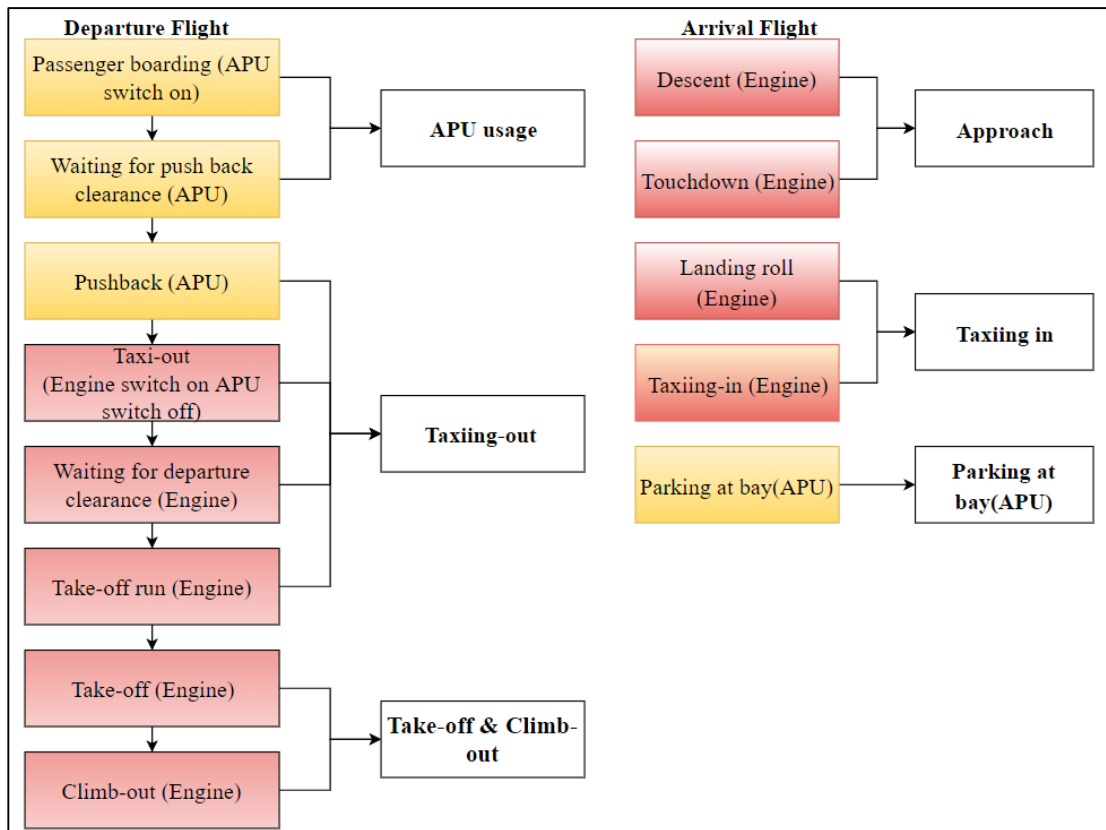 Departure Flight
Passenger boarding (APU
switch on)
Waiting for push back
clearance (APU)
APU usage
Pushback (APU)
Taxi-out
(Engine switch on APU
switch off)
Waiting for departure
clearance (Engine)
Take-off run (Engine)
Taxiing-out
Take-off (Engine)
Climb-out (Engine)
Take-off & Climb-
out
Arrival Flight
Descent (Engine)
Touchdown (Engine)
Approach
Landing roll
(Engine)
Taxiing-in (Engine)
Taxiing in
Parking at bay(APU)
Parking at
bay(APU)